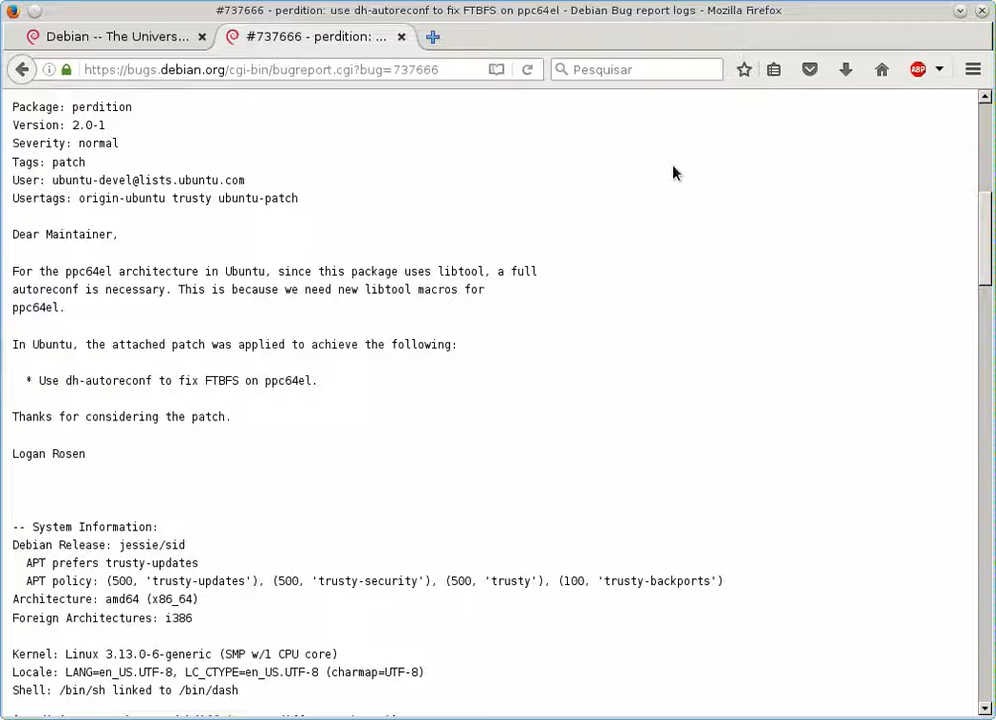 #737666 - perdition: use dh-autoreconf to fix FTBFS on ppc64el - Debian Bug report logs - Mozilla Firefox
Debian -- The Univers...
#737666 - perdition: ...
https://bugs.debian.org/cgi-bin/bugreport.cgi?bug=737666
Pesquisar
ABP
Package: perdition
Version: 2.0-1
Severity: normal
Tags: patch
User: ubuntu-devel@lists.ubuntu.com
Usertags: origin-ubuntu trusty ubuntu-patch
Dear Maintainer,
For the ppc64el architecture in Ubuntu, since this package uses libtool, a full
autoreconf is necessary. This is because we need new libtool macros for
ppc64el.
In Ubuntu, the attached patch was applied to achieve the following:
* Use dh-autoreconf to fix FTBFS on ppc64el.
Thanks for considering the patch.
Logan Rosen
-- System Information:
Debian Release: jessie/sid
APT prefers trusty-updates
APT policy: (500, 'trusty-updates'), (500, 'trusty-security'), (500, 'trusty'), (100, 'trusty-backports')
Architecture: amd64 (x86_64)
Foreign Architectures: i386
Kernel: Linux 3.13.0-6-generic (SMP w/1 CPU core)
Locale: LANG=en_US.UTF-8, LC_CTYPE=en_US.UTF-8 (charmap=UTF-8)
Shell: /bin/sh linked to /bin/dash